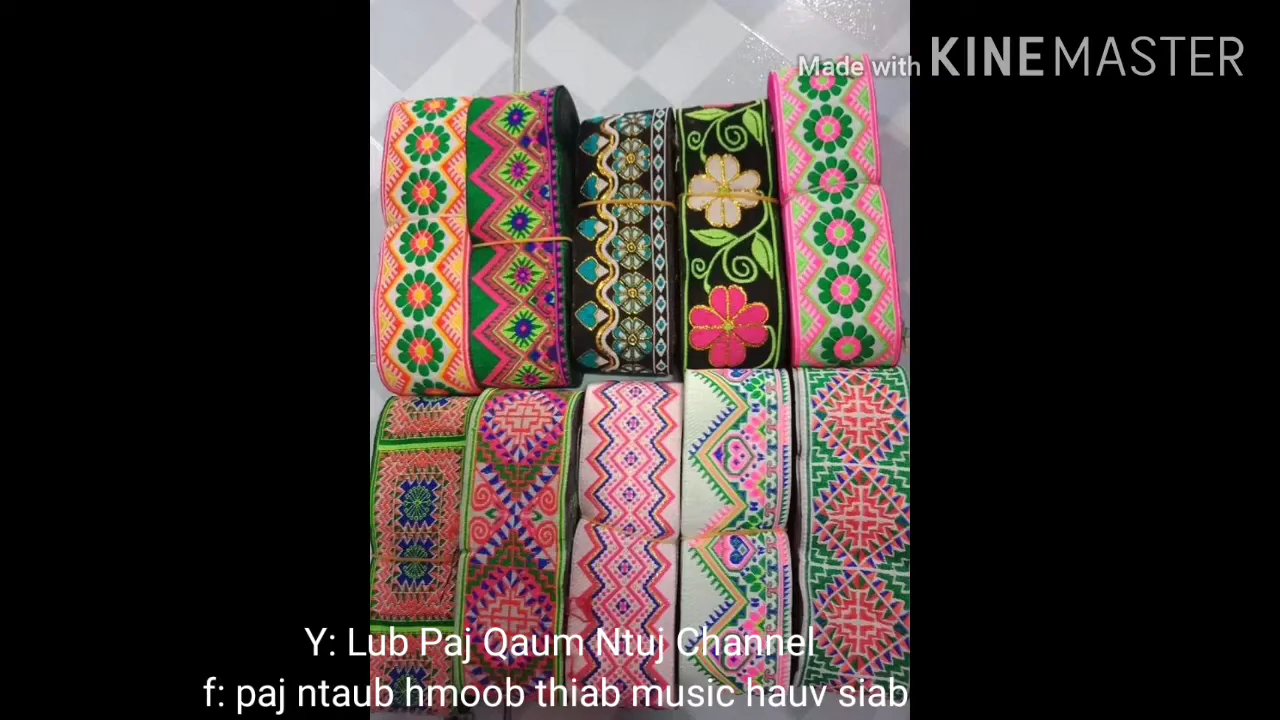 Made with KINEMASTER
Y: Lub Paj Qaum Ntuj Channel
f: paj ntaub hmoob thiab music hauv siab